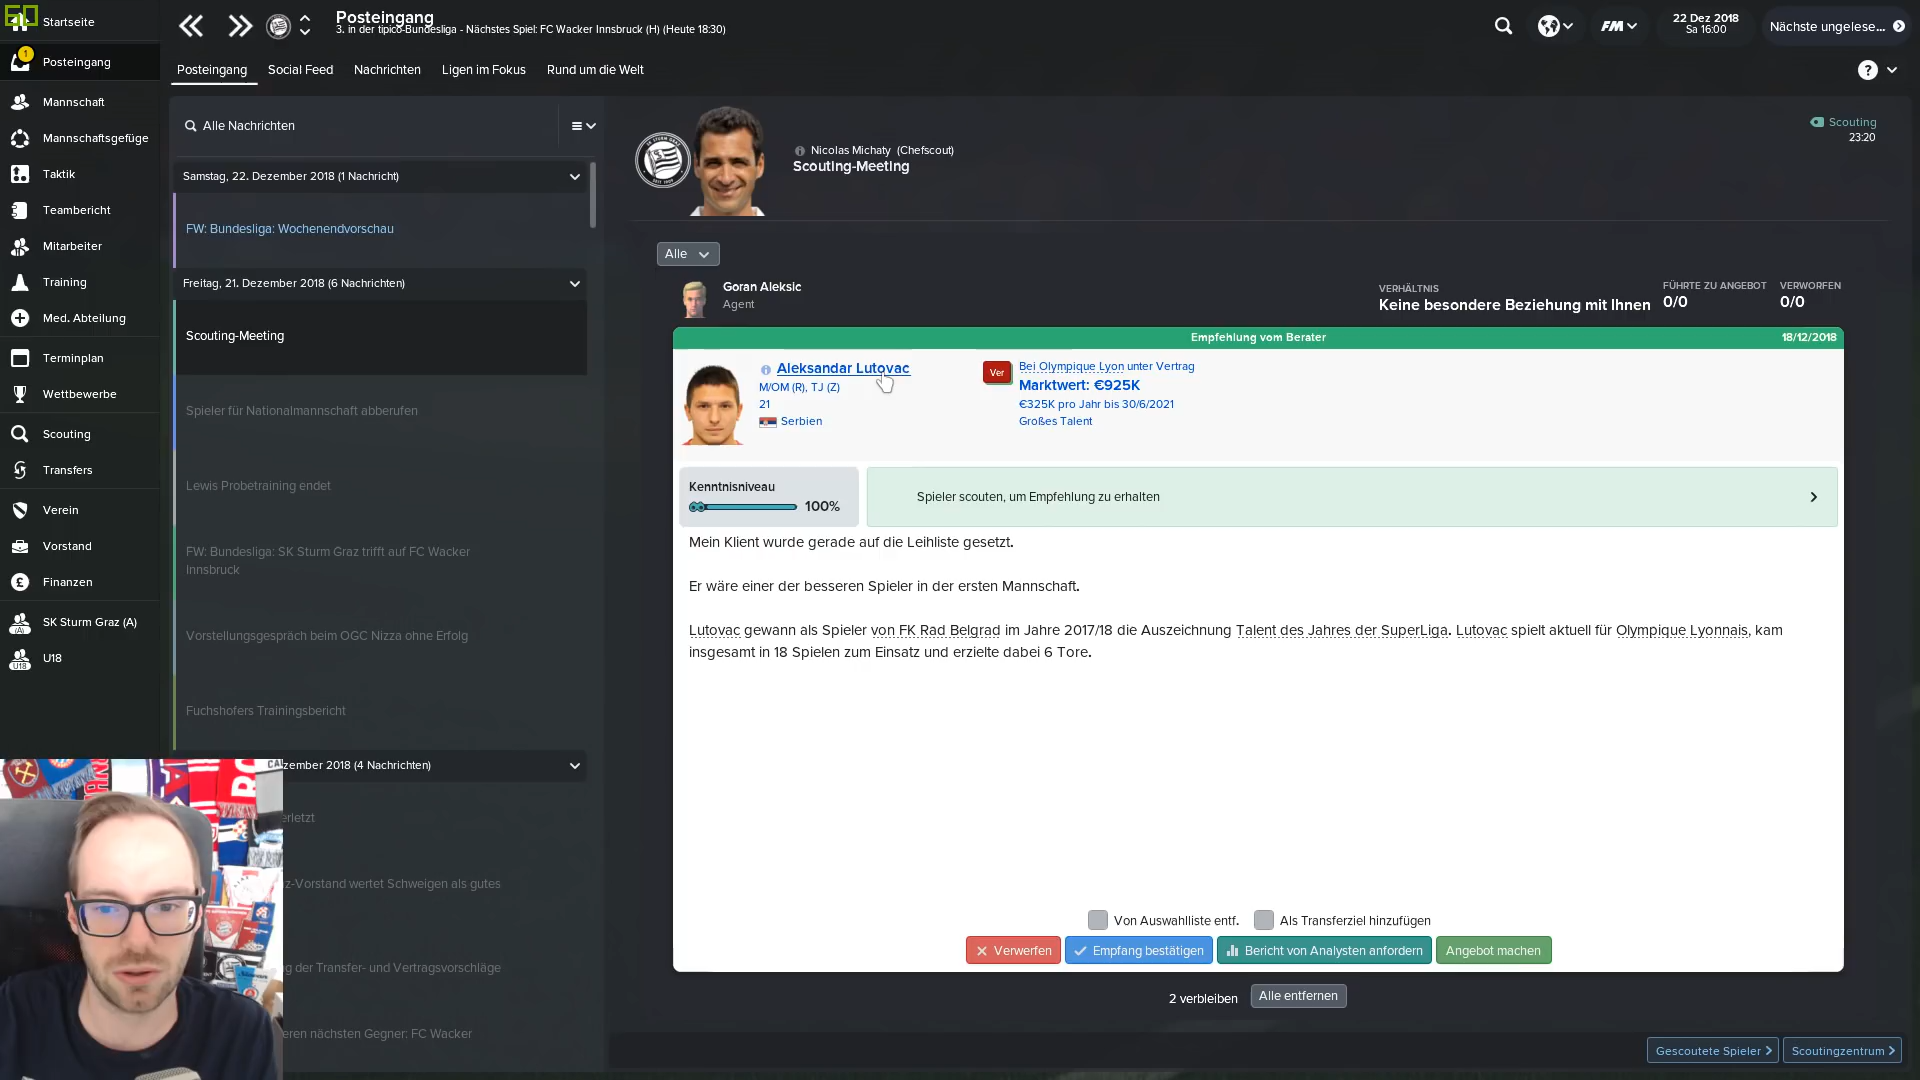 60
Startseite
Posteingang
1
Mannschaft
Mannschaftsgefüge
Taktik
Teambericht
Mitarbeiter
Training
Med. Abteilung
Terminplan
Wettbewerbe
Scouting
Transfers
Verein
Vorstand
Finanzen
SK Sturm Graz (A)
U18
Posteingang
3. in der tipico-Bundesliga - Nächstes Spiel: FC Wacker Innsbruck (H) (Heute 18:30)
FM
22 Dez 2018
Sa 16:00
Nächste ungelese...
Posteingang
Social Feed
Nachrichten
Ligen im Fokus
Rund um die Welt
?
Alle Nachrichten
Samstag, 22. Dezember 2018 (1 Nachricht)
FW: Bundesliga: Wochenendvorschau
Freitag, 21. Dezember 2018 (6 Nachrichten)
Scouting-Meeting
Spieler für Nationalmannschaft abberufen
Lewis Probetraining endet
FW: Bundesliga: SK Sturm Graz trifft auf FC Wacker
Innsbruck
Vorstellungsgespräch beim OGC Nizza ohne Erfolg
Fuchshofers Trainingsbericht
zember 2018 (4 Nachrichten)
erletzt
z-Vorstand wertet Schweigen als gutes
g der Transfer- und Vertragsvorschläge
eren nächsten Gegner: FC Wacker
Nicolas Michaty (Chefscout)
Scouting-Meeting
Scouting
23:20
Alle
Goran Aleksic
Agent
VERHÄLTNIS
Keine besondere Beziehung mit Ihnen
FÜHRTE ZU ANGEBOT
0/0
VERWORFEN
0/0
Empfehlung vom Berater
18/12/2018
Aleksandar Lutovac
M/OM (R), TJ (Z)
21
Serbien
Ver
Bei Olympique Lyon unter Vertrag
Marktwert: €925K
€325K pro Jahr bis 30/6/2021
Großes Talent
Kenntnisniveau
100%
Spieler scouten, um Empfehlung zu erhalten
Mein Klient wurde gerade auf die Leihliste gesetzt.
Er wäre einer der besseren Spieler in der ersten Mannschaft.
Lutovac gewann als Spieler von FK Rad Belgrad im Jahre 2017/18 die Auszeichnung Talent des Jahres der SuperLiga. Lutovac spielt aktuell für Olympique Lyonnais, kam
insgesamt in 18 Spielen zum Einsatz und erzielte dabei 6 Tore.
Von Auswahlliste entf.
Als Transferziel hinzufügen
Verwerfen
Empfang bestätigen
Bericht von Analysten anfordern
Angebot machen
2 verbleiben
Alle entfernen
Gescoutete Spieler
Scoutingzentrum